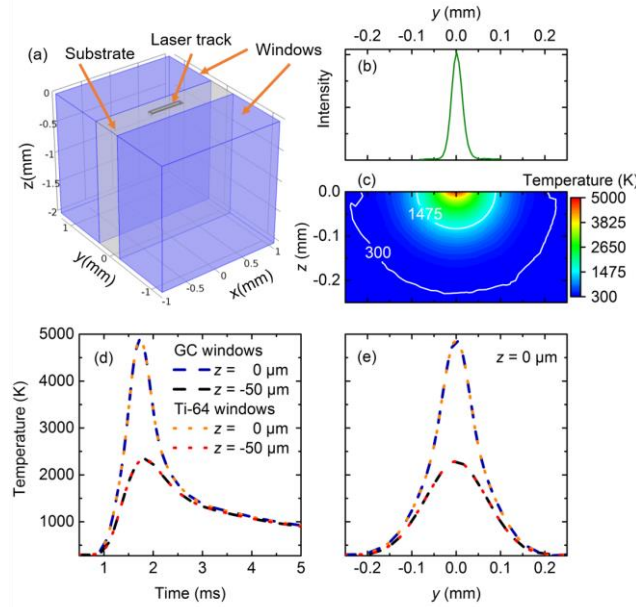 (a)
Substrate
Laser track
Windows
0
-0.5
-1
-1.5
-2
z(mm)
1
0.5
0
-0.5
-1
y(mm)
-1
-0.5
0
0.5
1
x(mm)
y (mm)
-0.2 -0.1 0.0 0.1 0.2
(b)
Intensity
(c)
Temperature (K)
0.0
-0.1
-0.2
z (mm)
1475
300
5000
3825
2650
1475
300
(d)
GC windows
z = 0 µm
z = -50 µm
Ti-64 windows
z = 0 µm
z = -50 µm
5000
4000
3000
2000
1000
Temperature (K)
1 2 3 4 5
Time (ms)
(e)
z = 0 µm
-0.2 -0.1 0.0 0.1 0.2
y (mm)